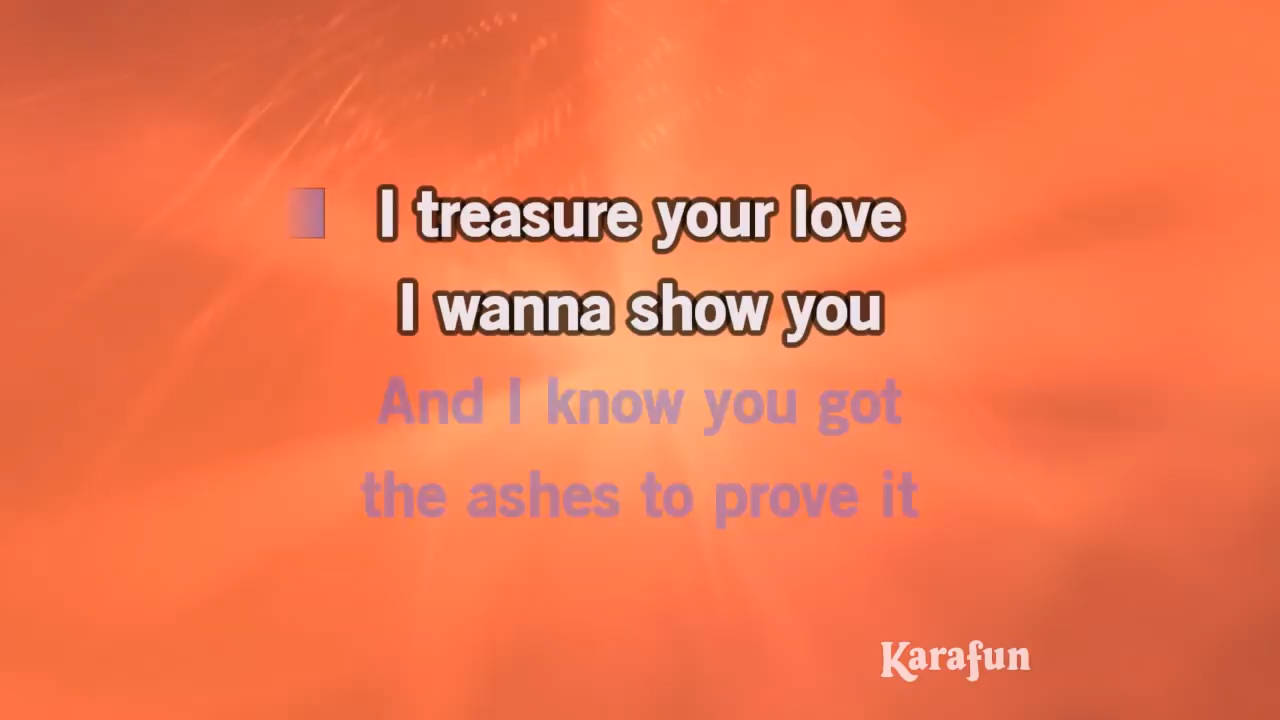 I treasure your love
I wanna show you
And I know you got
the ashes to prove it
Karafun